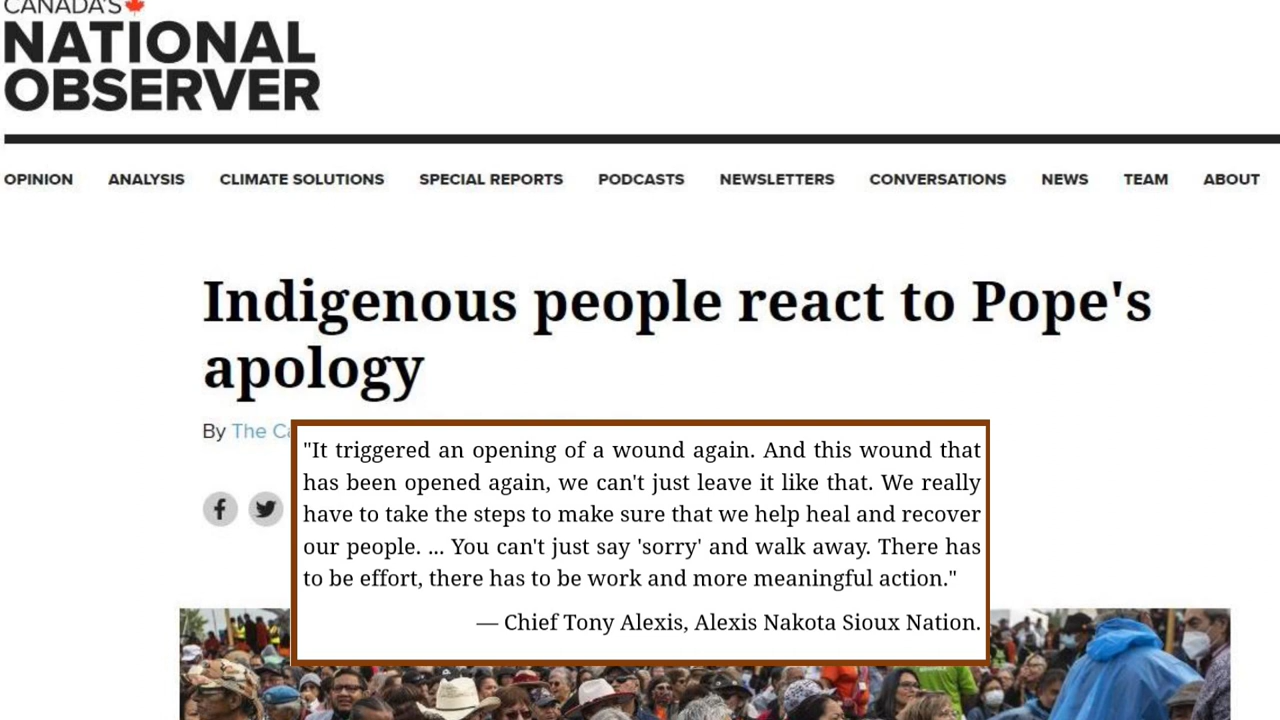 CANADA'S
NATIONAL
OBSERVER
OPINION ANALYSIS CLIMATE SOLUTIONS SPECIAL REPORTS PODCASTS NEWSLETTERS CONVERSATIONS NEWS TEAM ABOUT
Indigenous people react to Pope's
apology
By The
"It triggered an opening of a wound again. And this wound that
has been opened again, we can't just leave it like that. We really
have to take the steps to make sure that we help heal and recover
our people. ... You can't just say 'sorry' and walk away. There has
to be effort, there has to be work and more meaningful action."
— Chief Tony Alexis, Alexis Nakota Sioux Nation.